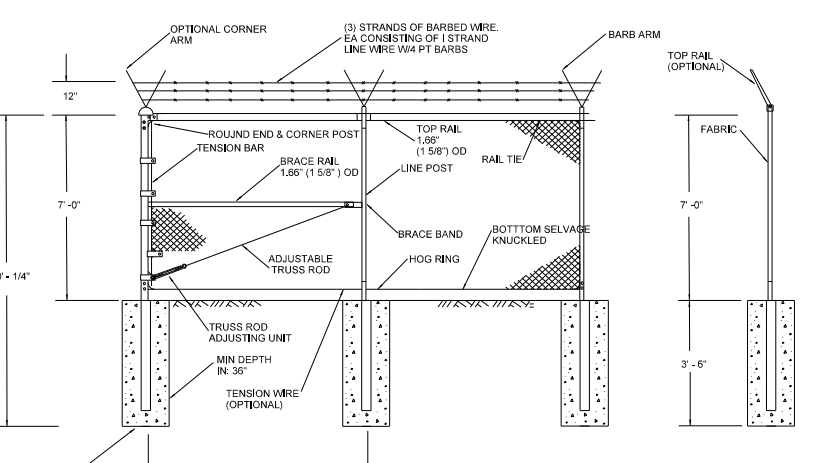 OPTIONAL CORNER
ARM
(3) STRANDS OF BARBED WIRE.
EA CONSISTING OF I STRAND
LINE WIRE W/4 PT BARBS
BARB ARM
TOP RAIL
(OPTIONAL)
12"
ROUJND END & CORNER POST
TENSION BAR
TOP RAIL
1.66"
(1 5/8") OD
RAIL TIE
FABRIC
BRACE RAIL
1.66" (1 5/8" ) OD
LINE POST
7' -0"
7' -0"
BRACE BAND
BOTTTOM SELVAGE
KNUCKLED
ADJUSTABLE
TRUSS ROD
HOG RING
' - 1/4"
TRUSS ROD
ADJUSTING UNIT
MIN DEPTH
IN: 36"
3' - 6"
TENSION WIRE
(OPTIONAL)